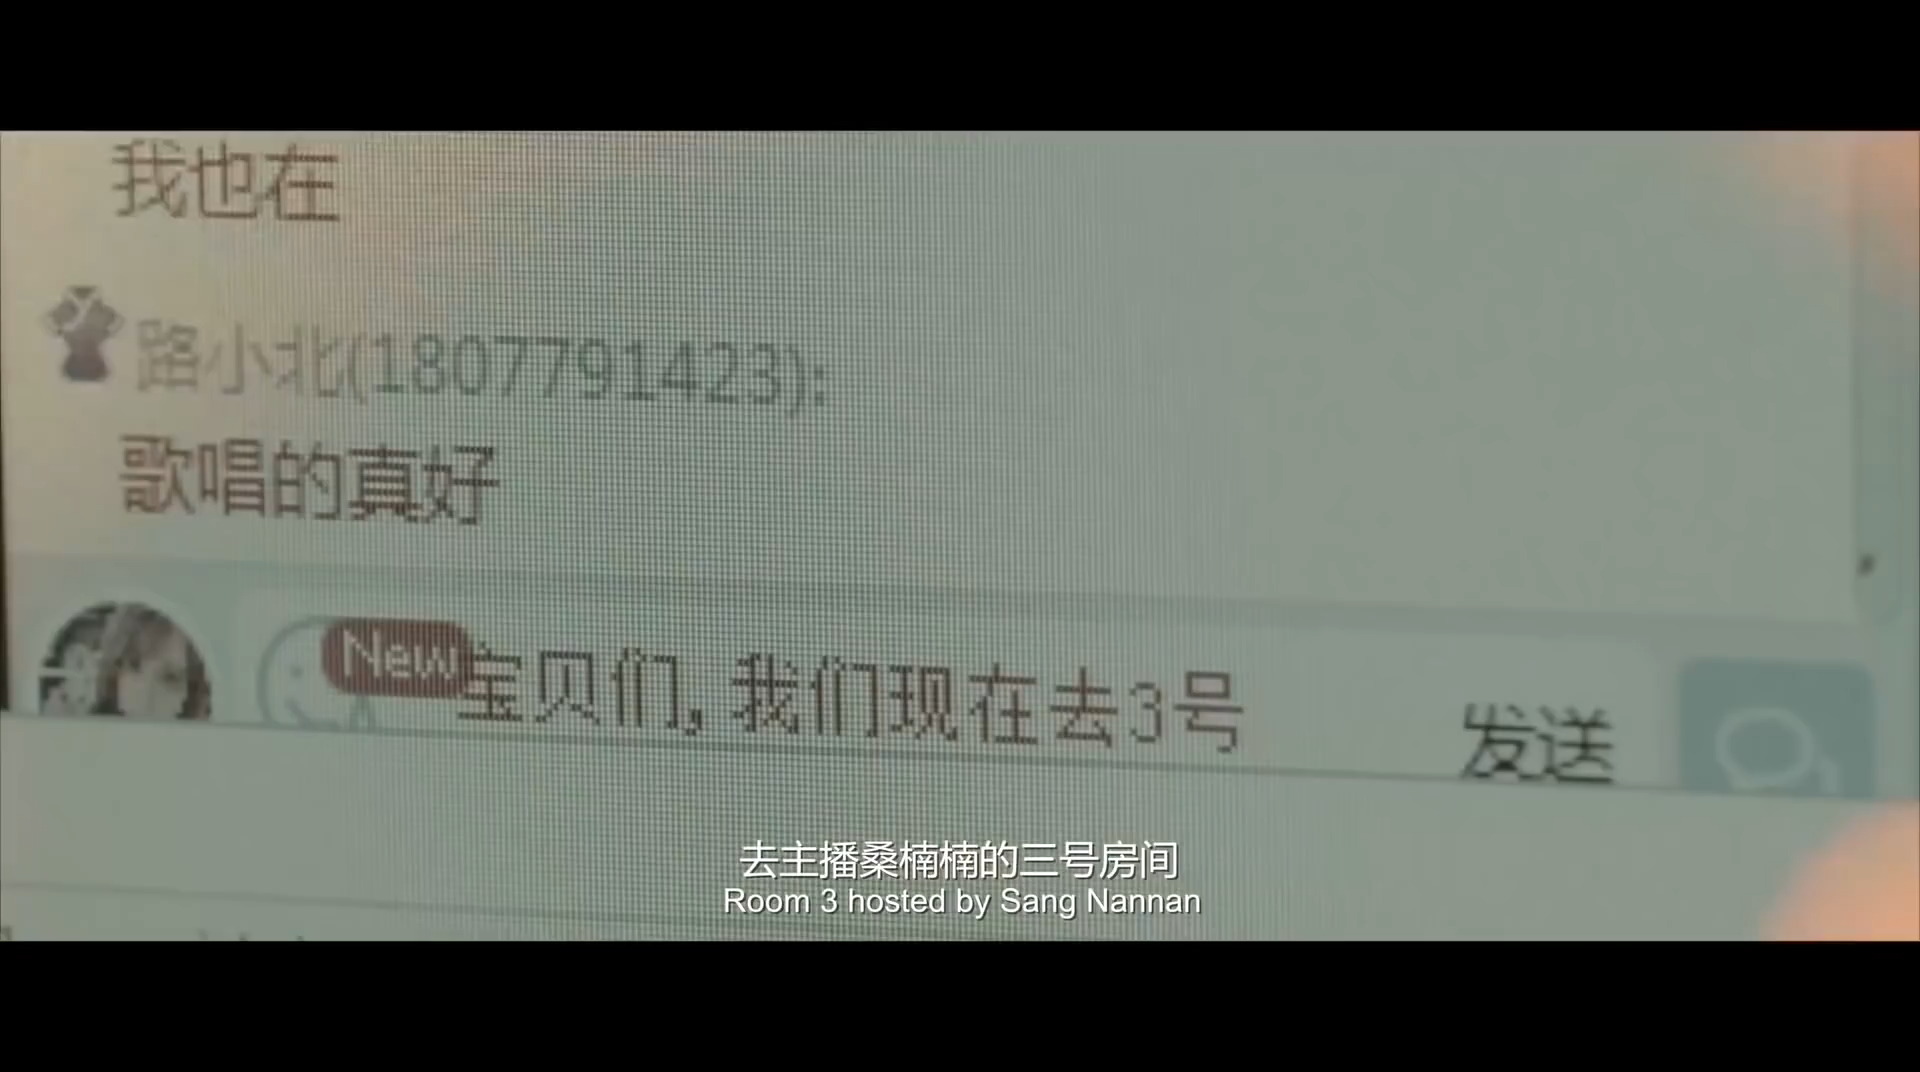 我也在
路小北(1807791423):
歌唱的真好
New
宝贝们,我们现在去3号
发送
去主播桑楠楠的三号房间
Room 3 hosted by Sang Nannan